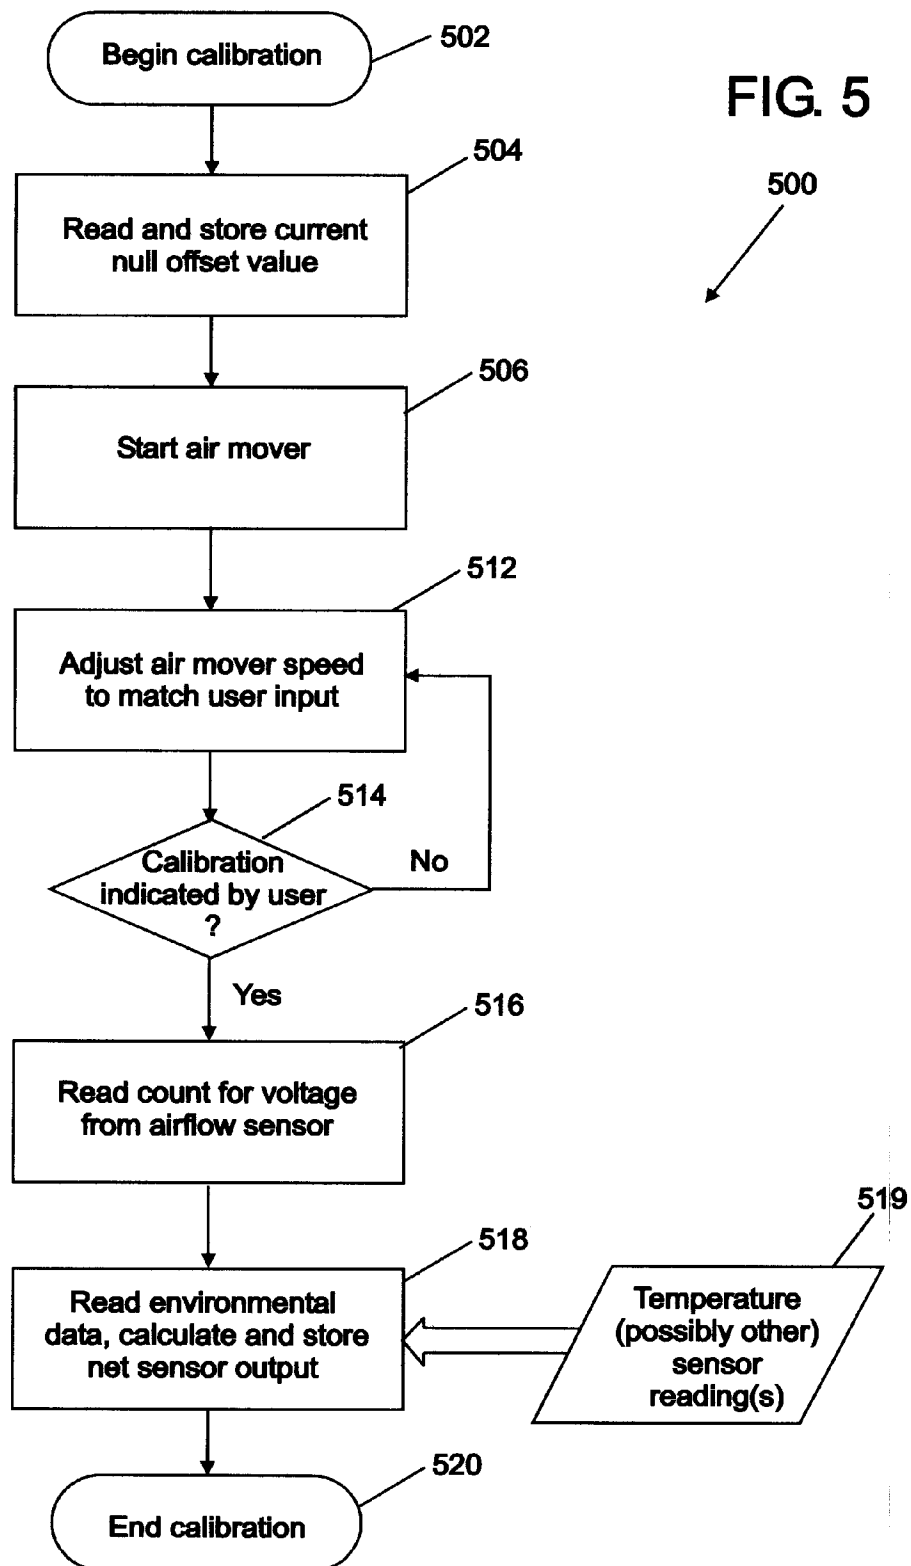 Begin calibration
502
FIG. 5
500
504
Read and store current
null offset value
506
Start air mover
512
Adjust air mover speed
to match user input
514
Calibration
indicated by user
?
No
Yes
516
Read count for voltage
from airflow sensor
518
Read environmental
data, calculate and store
net sensor output
519
Temperature
(possibly other)
sensor
reading(s)
520
End calibration